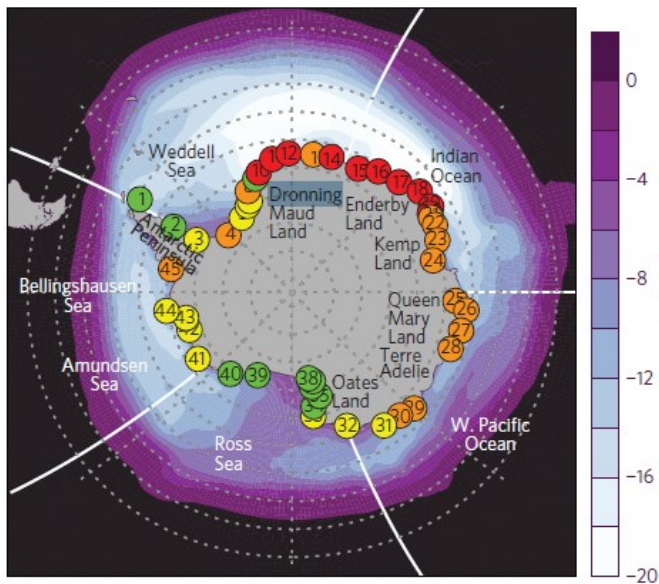 0
−4
−8
−12
−16
−20
Weddell
Sea
Indian
Ocean
Dronning
Maud
Land
Enderby
Land
Kemp
Land
Antarctic
Peninsula
Bellingshausen
Sea
Queen
Mary
Land
Terre
Adelie
Amundsen
Sea
Oates
Land
Ross
Sea
W. Pacific
Ocean
1
2
3
4
12
14
15
16
17
18
23
24
25
26
27
28
31
32
38
39
40
41
43
44
45